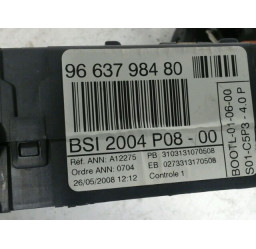 96 637 984 80
BSI 2004 P08 - 00
Réf. ANN: A12275
PB 3103131070508
Ordre ANN: 0704
EB 0273313170508
26/05/2008 12:12
Controle 1
BOOTL-01-06-00
S01-C5P3 - 4.0 P